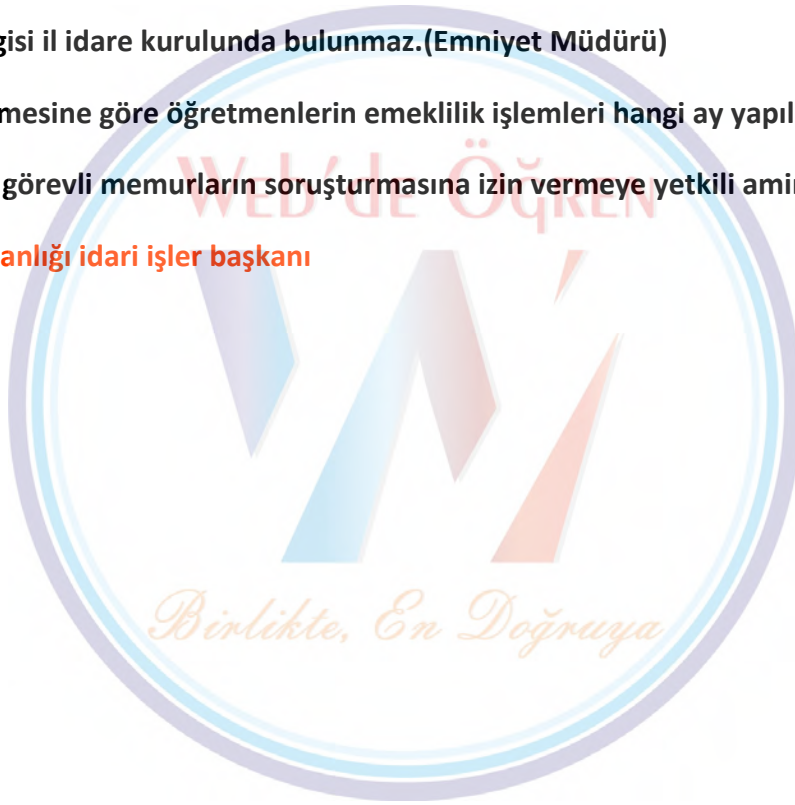 gisi il idare kurulunda bulunmaz.(Emniyet Müdürü)
mesine göre öğretmenlerin emeklilik işlemleri hangi ay yapıl
görevli memurların soruşturmasına izin vermeye yetkili amir
Web'de Öğren
anlığı idari işler başkanı
Birlikte, En Doğruya